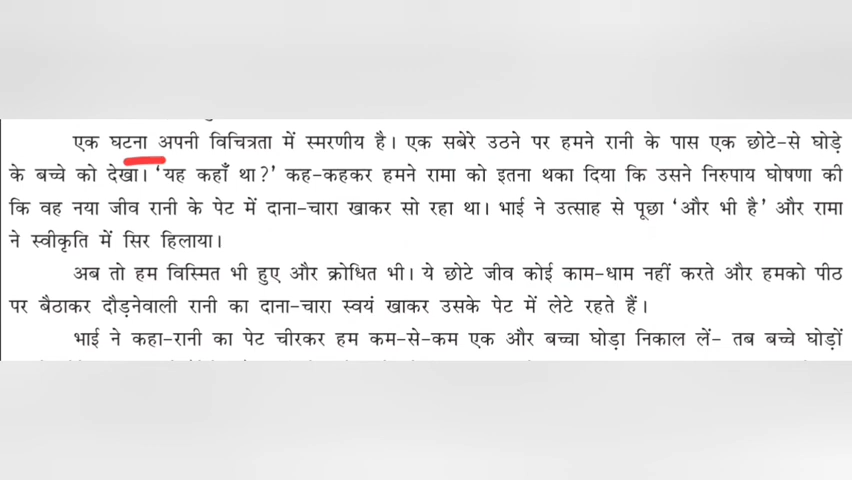 एक घटना अपनी विचित्रता में स्मरणीय है। एक सबेरे उठने पर हमने रानी के पास एक छोटे-से घोड़े
के बच्चे को देखा। ‘यह कहाँ था?’ कह-कहकर हमने रामा को इतना थका दिया कि उसने निरुपाय घोषणा की
कि वह नया जीव रानी के पेट में दाना-चारा खाकर सो रहा था। भाई ने उत्साह से पूछा ‘और भी है’ और रामा
ने स्वीकृति में सिर हिलाया।
अब तो हम विस्मित भी हुए और क्रोधित भी। ये छोटे जीव कोई काम-धाम नहीं करते और हमको पीठ
पर बैठाकर दौड़नेवाली रानी का दाना-चारा स्वयं खाकर उसके पेट में लेटे रहते हैं।
भाई ने कहा-रानी का पेट चीरकर हम कम-से-कम एक और बच्चा घोड़ा निकाल लें- तब बच्चे घोड़ों